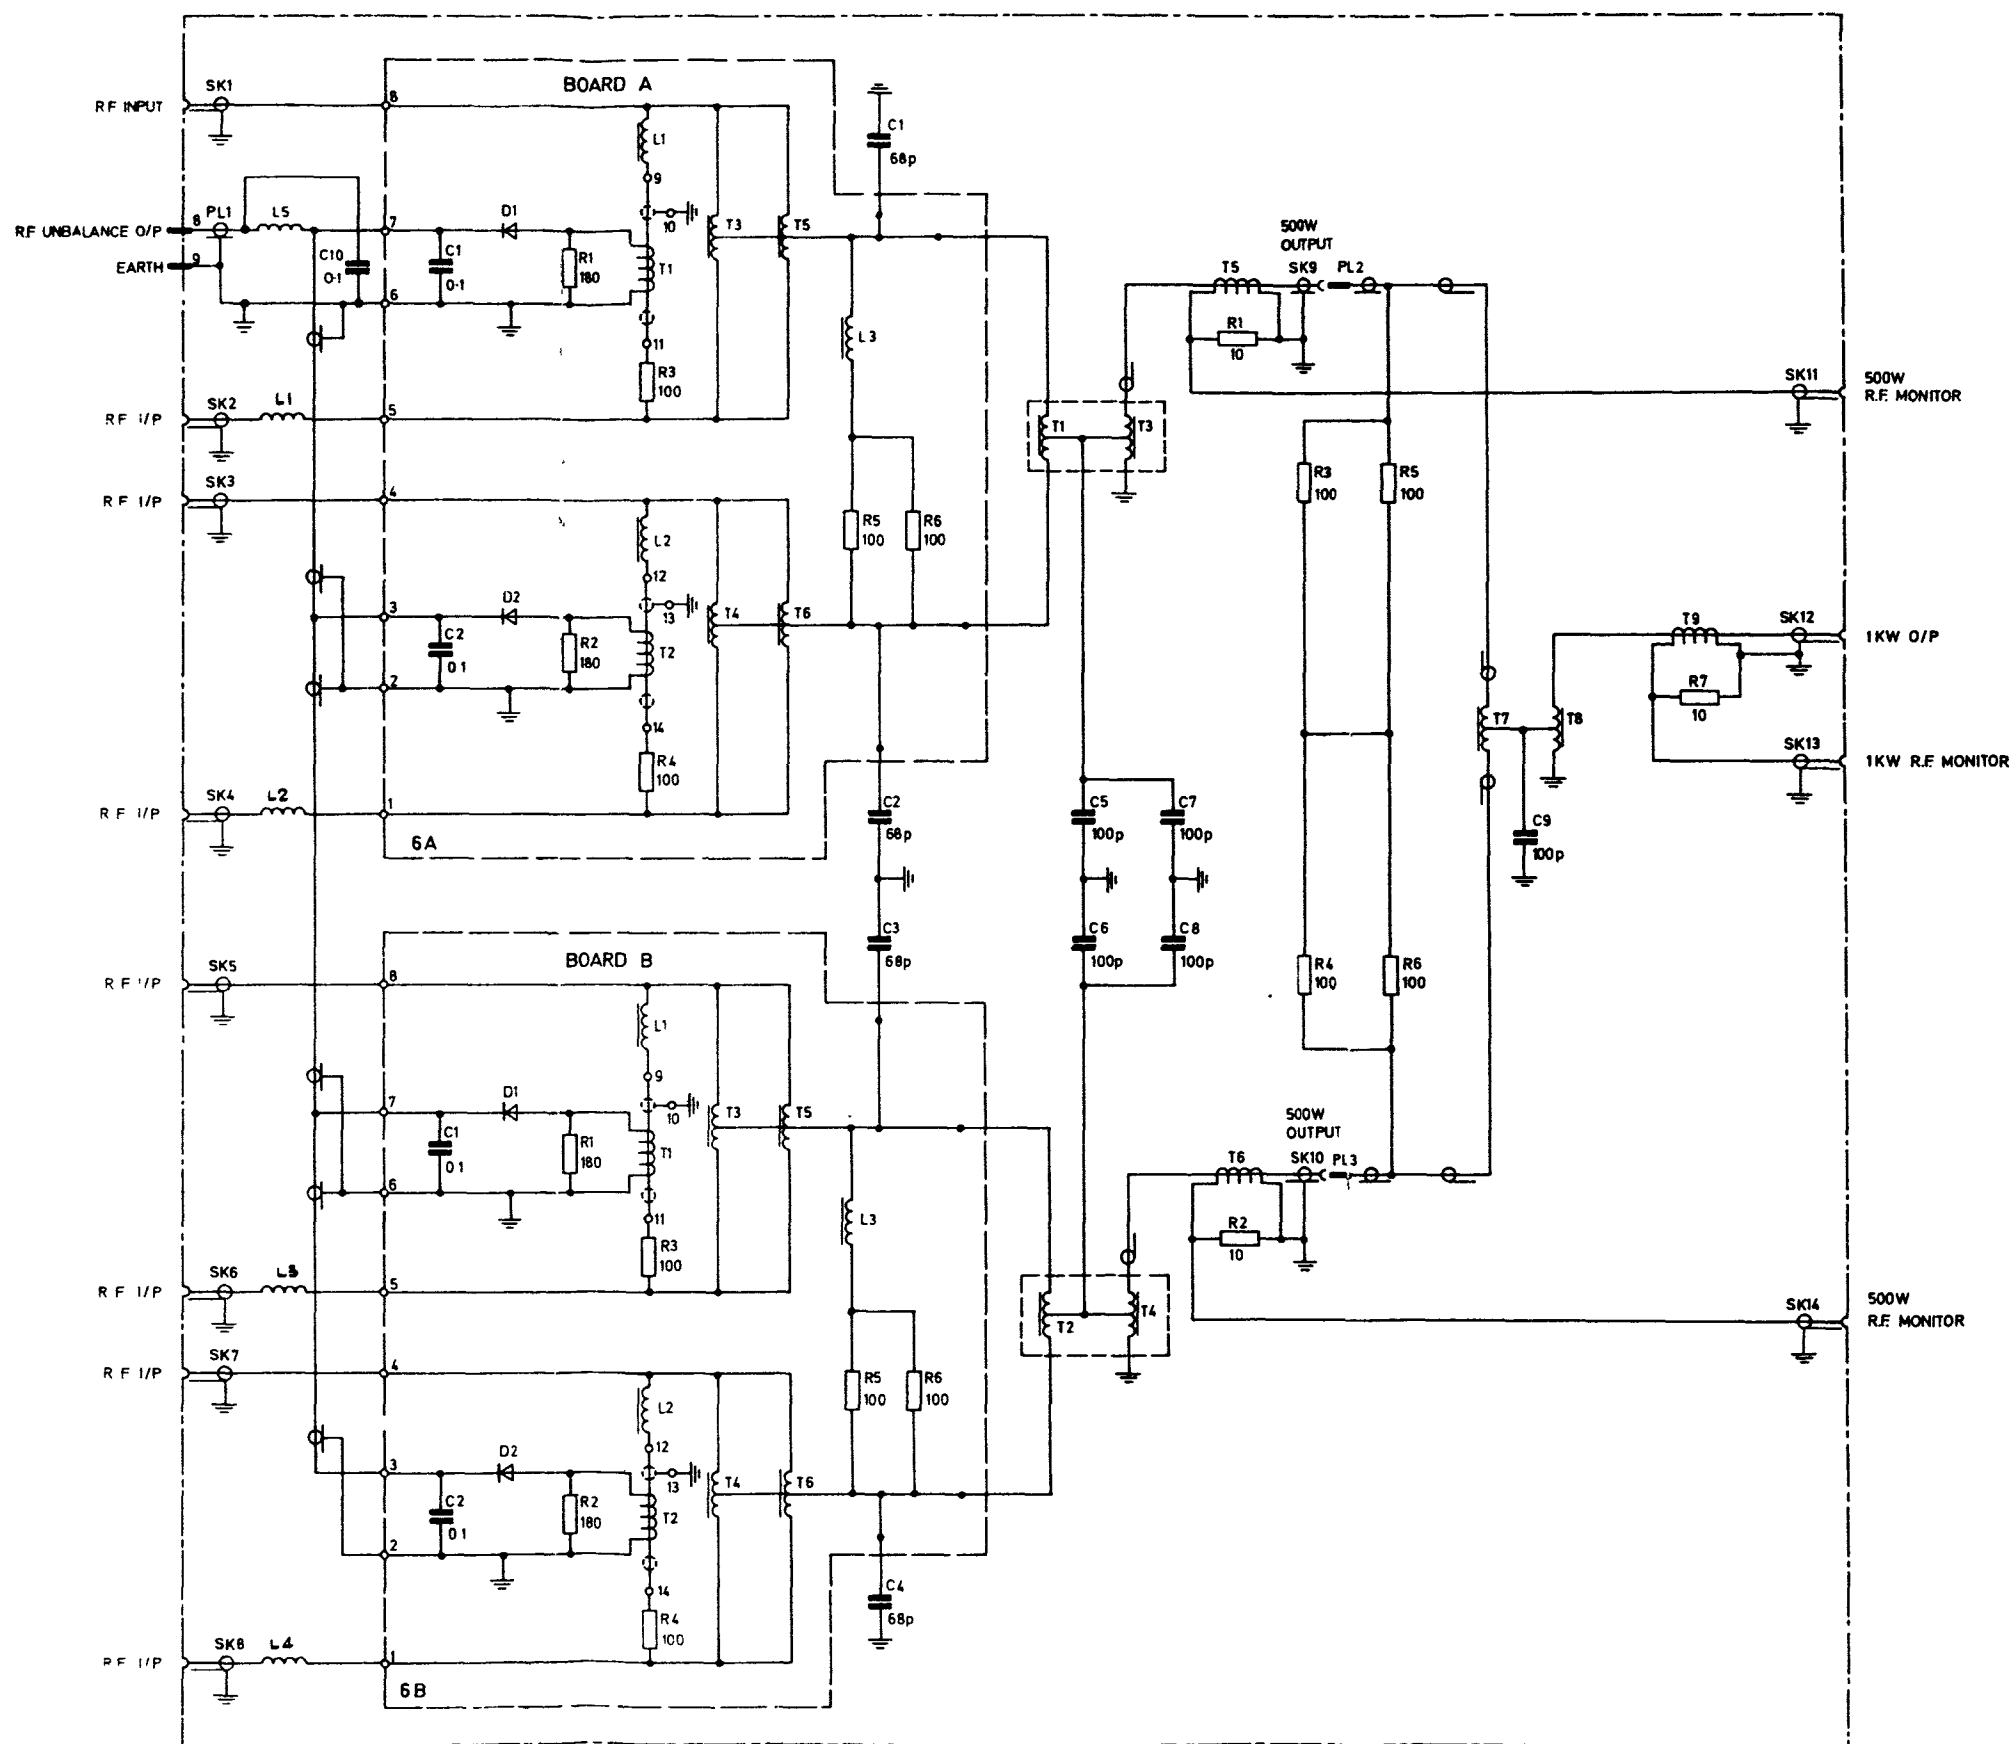 BOARD A
SK1
RF INPUT
8
L1
9
10
C1
68p
PL1
L5
8
RF UNBALANCE O/P
7
D1
C10
0·1
C1
0·1
R1
180
T1
T3
T5
EARTH
9
6
11
R3
100
L3
SK2
L1
RF I/P
5
SK3
RF I/P
4
L2
12
13
R5
100
R6
100
3
D2
C2
0·1
R2
180
T2
T4
T6
2
14
R4
100
SK4
L2
RF I/P
1
6A
C2
68p
C3
68p
500W
OUTPUT
T5
SK9
PL2
R1
10
SK11
500W
R.F. MONITOR
T1
T3
R3
100
R5
100
T9
SK12
1KW O/P
R7
10
T7
T8
SK13
1KW R.F. MONITOR
C5
100p
C7
100p
C9
100p
C6
100p
C8
100p
R4
100
R6
100
BOARD B
SK5
RF I/P
8
L1
9
10
7
D1
C1
0·1
R1
180
T1
T3
T5
6
11
R3
100
L3
SK6
L3
RF I/P
5
500W
OUTPUT
T6
SK10
PL3
R2
10
T2
T4
SK14
500W
R.F. MONITOR
SK7
RF I/P
4
L2
12
13
R5
100
R6
100
3
D2
C2
0·1
R2
180
T2
T4
T6
2
14
R4
100
C4
68p
SK8
L4
RF I/P
1
6B